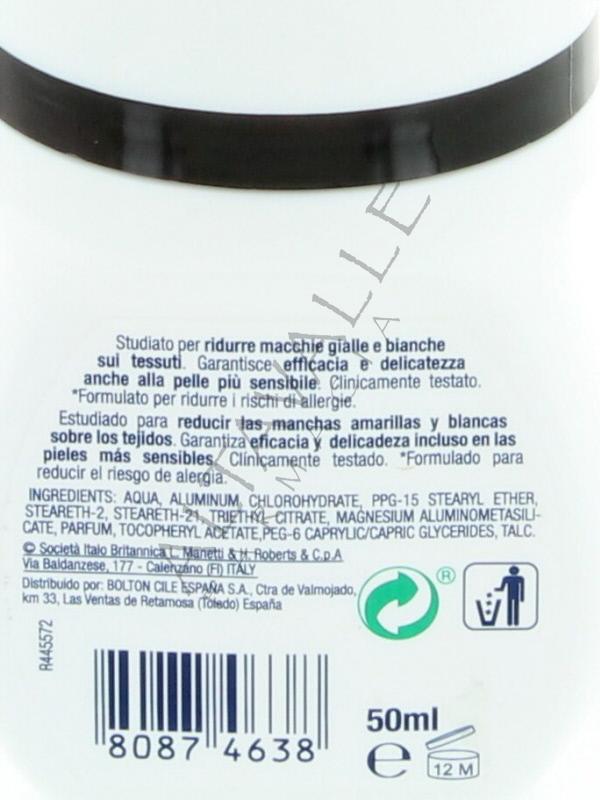 Studiato per ridurre macchie gialle e bianche
sui tessuti. Garantisce efficacia e delicatezza
anche alla pelle più sensibile. Clinicamente testato.
*Formulato per ridurre i rischi di allergie.
Estudiado para reducir las manchas amarillas y blancas
sobre los tejidos. Garantiza eficacia y delicadeza incluso en las
pieles más sensibles. Clínicamente testado. *Formulado para
reducir el riesgo de alergia.
INGREDIENTS: AQUA, ALUMINUM, CHLOROHYDRATE, PPG-15 STEARYL ETHER,
STEARETH-2, STEARETH-21, TRIETHYL CITRATE, MAGNESIUM ALUMINOMETASILI-
CATE, PARFUM, TOCOPHERYL ACETATE, PEG-6 CAPRYLIC/CAPRIC GLYCERIDES, TALC.
© Società Italo Britannica L. Manetti & H. Roberts & C.p.A
Via Baldanzese, 177 - Calenzano (FI) ITALY
Distribuido por: BOLTON CILE ESPAÑA S.A., Ctra de Valmojado,
km 33, Las Ventas de Retamosa (Toledo) España
®
R445572
8087 4638
50ml
e
12 M
ALTAVALLE
FARMACIA